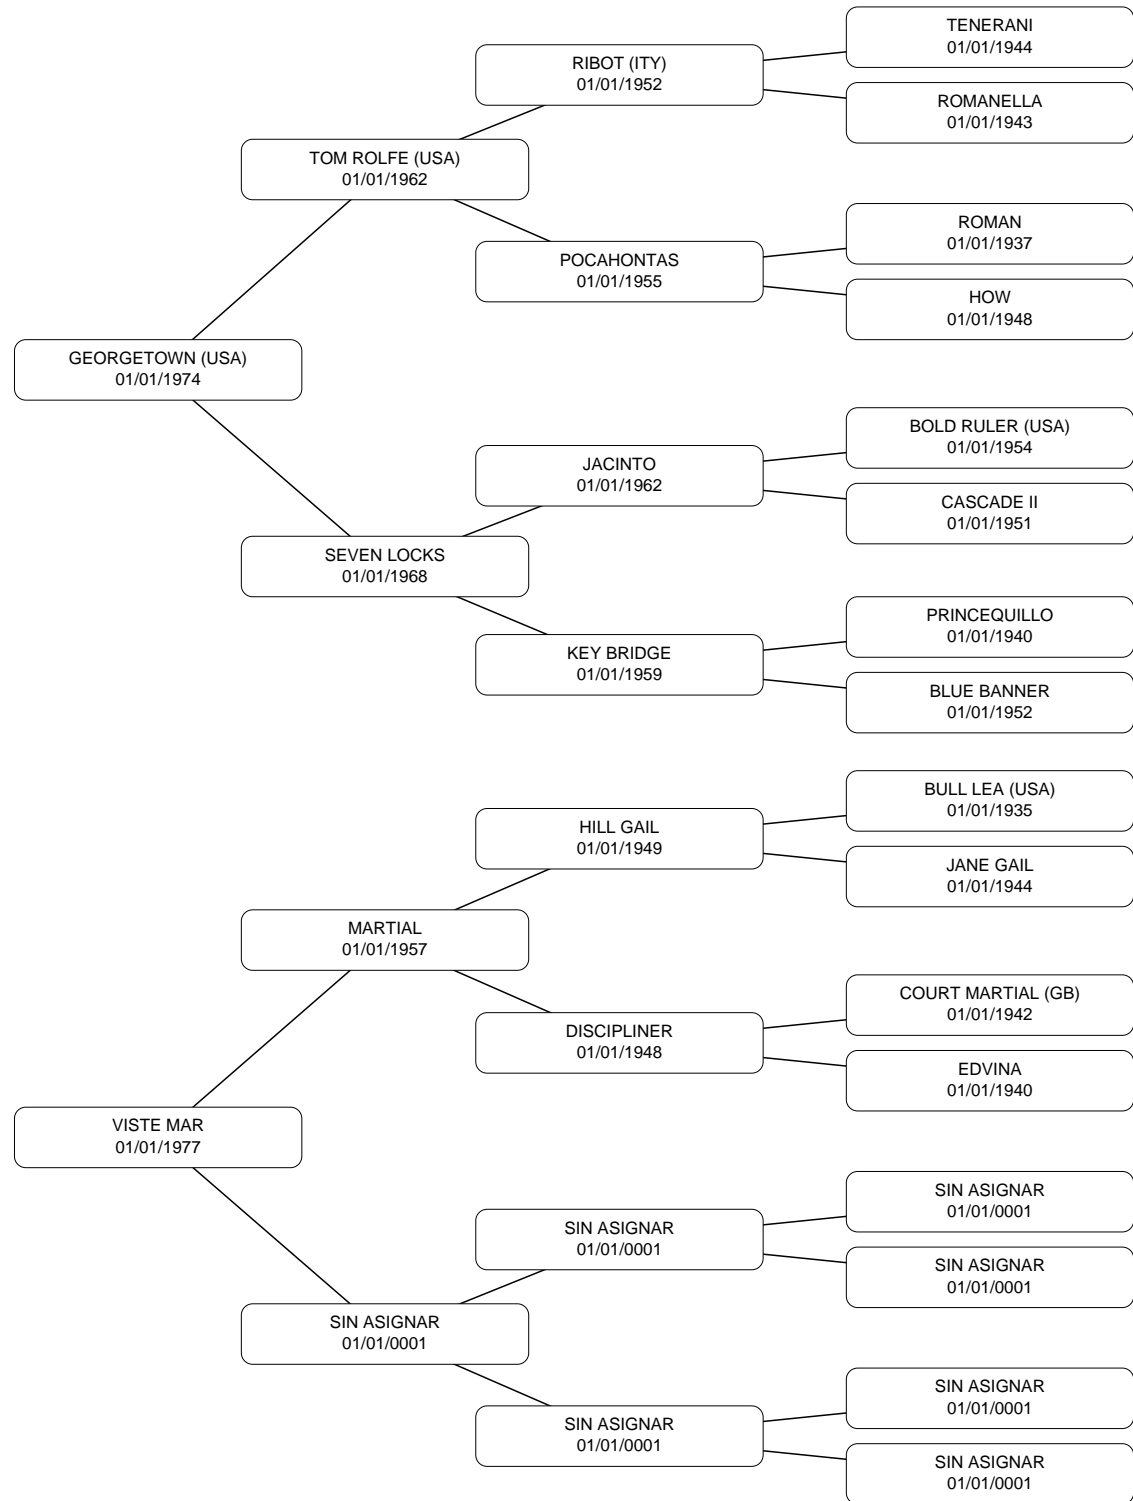 TENERANI
01/01/1944
RIBOT (ITY)
01/01/1952
ROMANELLA
01/01/1943
TOM ROLFE (USA)
01/01/1962
ROMAN
01/01/1937
POCAHONTAS
01/01/1955
HOW
01/01/1948
GEORGETOWN (USA)
01/01/1974
BOLD RULER (USA)
01/01/1954
JACINTO
01/01/1962
CASCADE II
01/01/1951
SEVEN LOCKS
01/01/1968
PRINCEQUILLO
01/01/1940
KEY BRIDGE
01/01/1959
BLUE BANNER
01/01/1952
BULL LEA (USA)
01/01/1935
HILL GAIL
01/01/1949
JANE GAIL
01/01/1944
MARTIAL
01/01/1957
COURT MARTIAL (GB)
01/01/1942
DISCIPLINER
01/01/1948
EDVINA
01/01/1940
VISTE MAR
01/01/1977
SIN ASIGNAR
01/01/0001
SIN ASIGNAR
01/01/0001
SIN ASIGNAR
01/01/0001
SIN ASIGNAR
01/01/0001
SIN ASIGNAR
01/01/0001
SIN ASIGNAR
01/01/0001
SIN ASIGNAR
01/01/0001